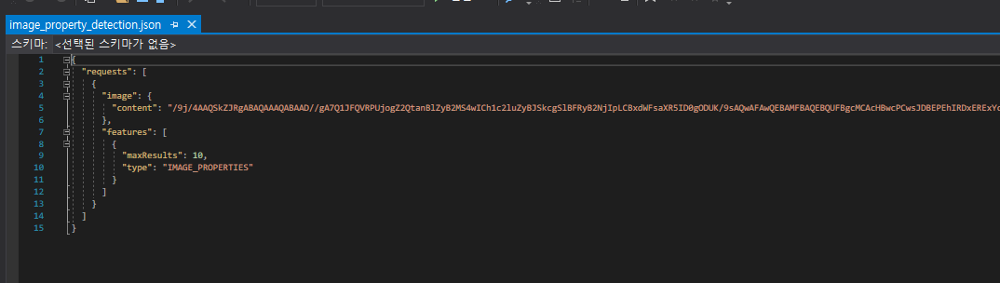 image_property_detection.json
스키마: <선택된 스키마가 없음>
1 {
2 "requests": [
3 {
4 "image": {
5 "content": "/9j/4AAQSkZJRgABAQAAAQABAAD//gA7Q1JFQVRPUjogZ2QtanBlZyB2MS4wICh1c2luZyBJSkcgSlBFRyB2NjIpLCBxdWFsaXR5ID0gODUK/9sAQwAFAwQEBAMFBAQEBQUFBgcMCAcHBwcPCwsJDBEPEhIRDxERExYc
6 },
7 "features": [
8 {
9 "maxResults": 10,
10 "type": "IMAGE_PROPERTIES"
11 }
12 ]
13 }
14 ]
15 }